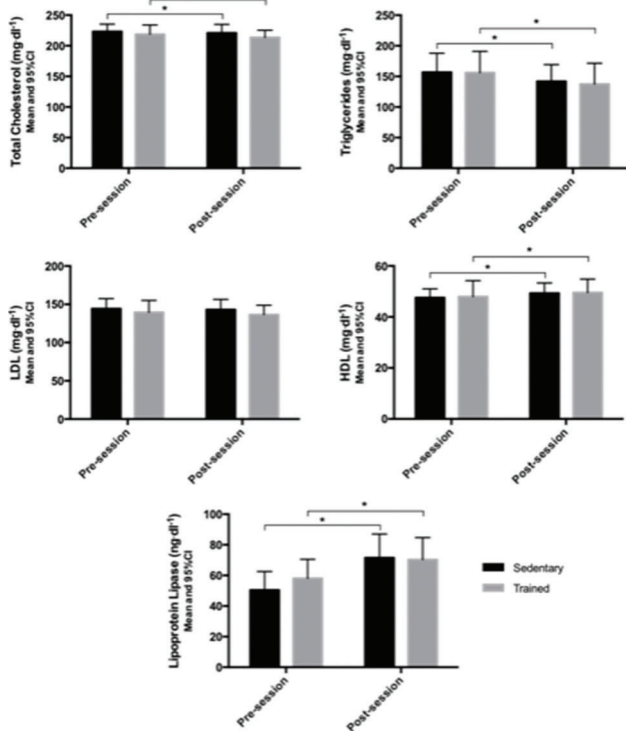 Total Cholesterol (mg·dl⁻¹)
Mean and 95%CI
250
200
150
100
50
0
*
Pre-session
Post-session
Triglycerides (mg·dl⁻¹)
Mean and 95%CI
250
200
150
100
50
0
*
*
Pre-session
Post-session
LDL (mg·dl⁻¹)
Mean and 95%CI
200
150
100
50
0
Pre-session
Post-session
HDL (mg·dl⁻¹)
Mean and 95%CI
60
40
20
0
*
*
Pre-session
Post-session
Lipoprotein Lipase (ng·dl⁻¹)
Mean and 95%CI
100
80
60
40
20
0
*
*
Pre-session
Post-session
Sedentary
Trained